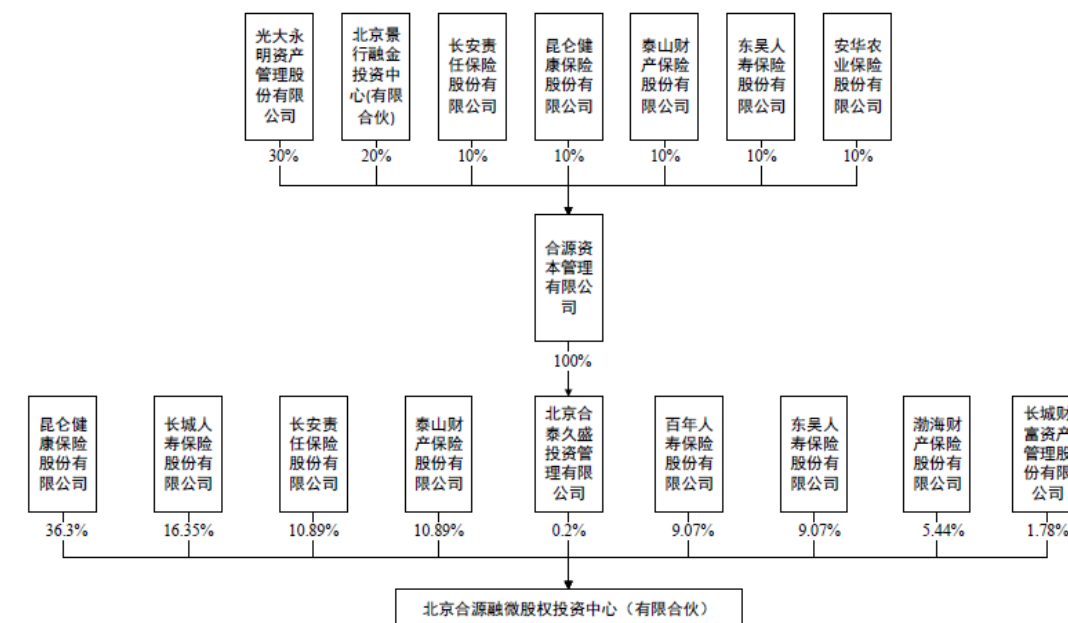 光大永
明资产
管理股
份有限
公司
北京景
行融金
投资中
心(有限
合伙)
长安责
任保险
股份有
限公司
昆仑健
康保险
股份有
限公司
泰山财
产保险
股份有
限公司
东吴人
寿保险
股份有
限公司
安华农
业保险
股份有
限公司
30%
20%
10%
10%
10%
10%
10%
合源资
本管理
有限公
司
100%
昆仑健
康保险
股份有
限公司
长城人
寿保险
股份有
限公司
长安责
任保险
股份有
限公司
泰山财
产保险
股份有
限公司
北京合
泰久盛
投资管
理有限
公司
百年人
寿保险
股份有
限公司
东吴人
寿保险
股份有
限公司
渤海财
产保险
股份有
限公司
长城财
富资产
管理股
份有限
公司
36.3%
16.35%
10.89%
10.89%
0.2%
9.07%
9.07%
5.44%
1.78%
北京合源融微股权投资中心（有限合伙）